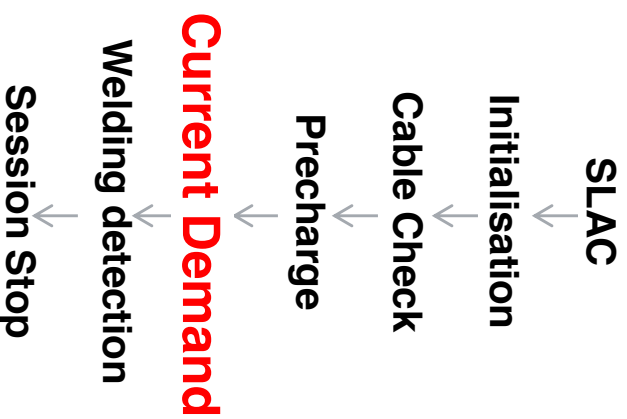 SLAC
Initialisation
Cable Check
Precharge
Current Demand
Welding detection
Session Stop